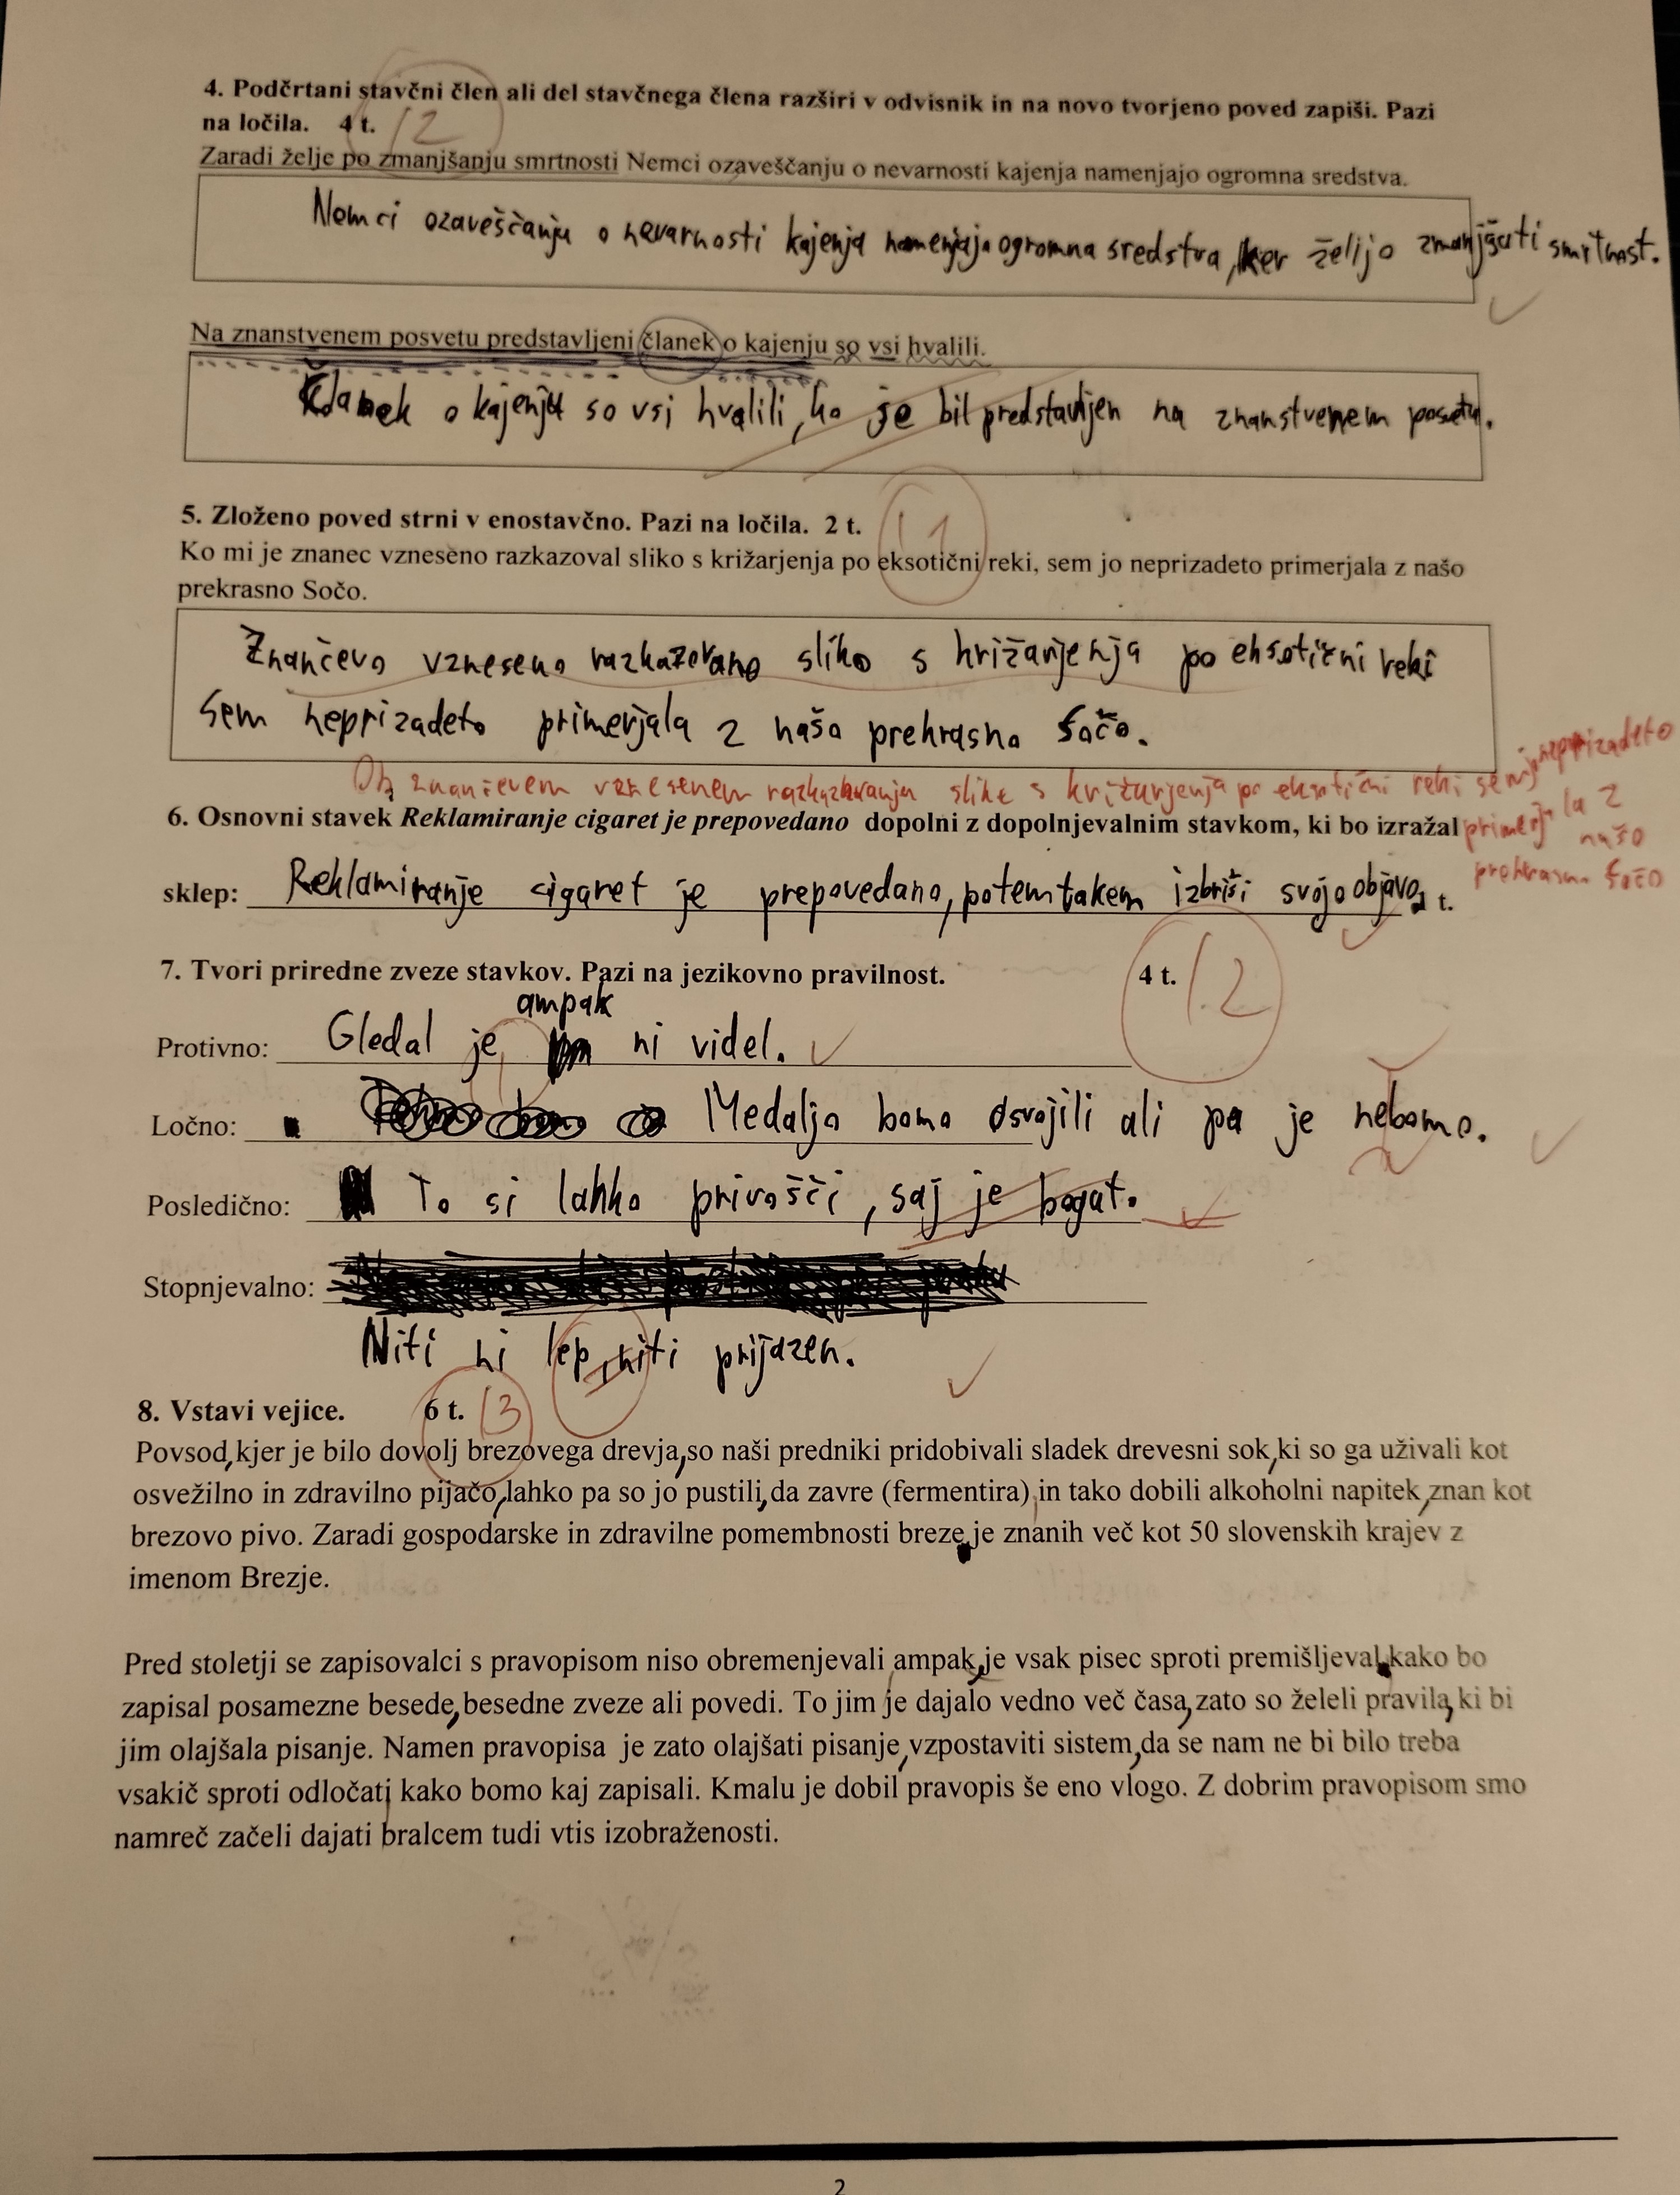 4. Podčrtani stavčni člen ali del stavčnega člena razširi v odvisnik in na novo tvorjeno poved zapiši. Pazi
na ločila. 4 t. /2
Zaradi želje po zmanjšanju smrtnosti Nemci ozaveščanju o nevarnosti kajenja namenjajo ogromna sredstva.
Nemci ozaveščanju o nevarnosti kajenja namenjajo ogromna sredstva, ker želijo zmanjšati smrtnost.
Na znanstvenem posvetu predstavljeni članek o kajenju so vsi hvalili.
Članek o kajenju so vsi hvalili, ko je bil predstavljen na znanstvenem posvetu.
5. Zloženo poved strni v enostavčno. Pazi na ločila. 2 t. /1
Ko mi je znanec vzneseno razkazoval sliko s križarjenja po eksotični reki, sem jo neprizadeto primerjala z našo
prekrasno Sočo.
Znančevo vzneseno razkazovano sliko s križarjenja po eksotični reki
sem neprizadeto primerjala z našo prekrasno Sočo.
Ob znančevem vznesenem razkazovanju slike s križarjenja po eksotični reki sem jo neprizadeto
primerjala z
našo
prekrasno Sočo
6. Osnovni stavek Reklamiranje cigaret je prepovedano dopolni z dopolnjevalnim stavkom, ki bo izražal
sklep: Reklamiranje cigaret je prepovedano, potemtakem izbriši svojo objavo. t.
7. Tvori priredne zveze stavkov. Pazi na jezikovno pravilnost. 4 t. /2
ampak
Protivno: Gledal je, ni videl.
Ločno: Medaljo bomo osvojili ali pa je nebomo.
Posledično: To si lahko privošči, saj je bogat.
Stopnjevalno:
Niti ni lep, niti prijazen.
8. Vstavi vejice. 6 t. /3
Povsod, kjer je bilo dovolj brezovega drevja, so naši predniki pridobivali sladek drevesni sok, ki so ga uživali kot
osvežilno in zdravilno pijačo, lahko pa so jo pustili, da zavre (fermentira) in tako dobili alkoholni napitek, znan kot
brezovo pivo. Zaradi gospodarske in zdravilne pomembnosti breze je znanih več kot 50 slovenskih krajev z
imenom Brezje.
Pred stoletji se zapisovalci s pravopisom niso obremenjevali ampak, je vsak pisec sproti premišljeval kako bo
zapisal posamezne besede, besedne zveze ali povedi. To jim je dajalo vedno več časa, zato so želeli pravila, ki bi
jim olajšala pisanje. Namen pravopisa je zato olajšati pisanje, vzpostaviti sistem, da se nam ne bi bilo treba
vsakič sproti odločati kako bomo kaj zapisali. Kmalu je dobil pravopis še eno vlogo. Z dobrim pravopisom smo
namreč začeli dajati bralcem tudi vtis izobraženosti.
2